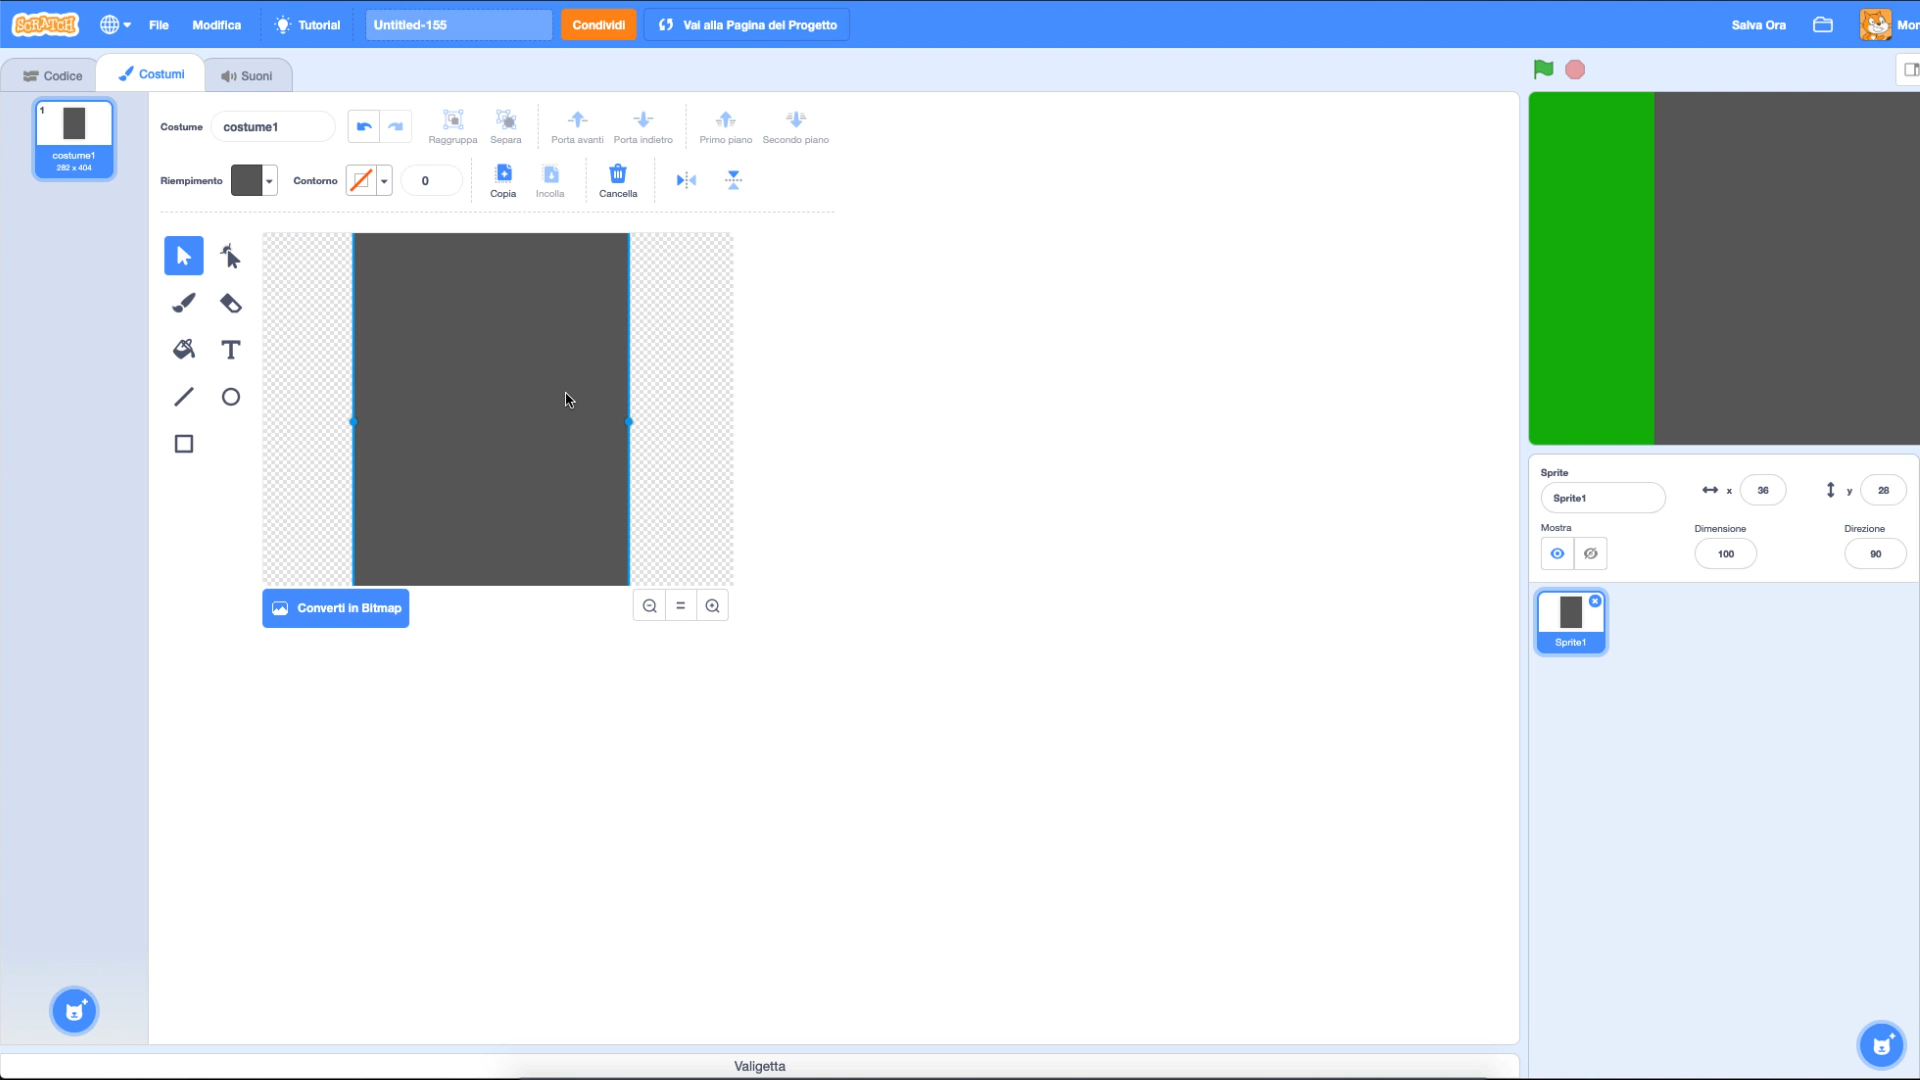 SCRATCH File Modifica Tutorial Untitled-155 Condividi Vai alla Pagina del Progetto Salva Ora Mor
Codice Costumi Suoni
1
costume1
282 x 404
Costume costume1 Raggruppa Separa Porta avanti Porta indietro Primo piano Secondo piano
Riempimento Contorno 0 Copia Incolla Cancella
Converti in Bitmap
Sprite
Sprite1 x 36 y 28
Mostra Dimensione Direzione
100 90
Sprite1
Valigetta